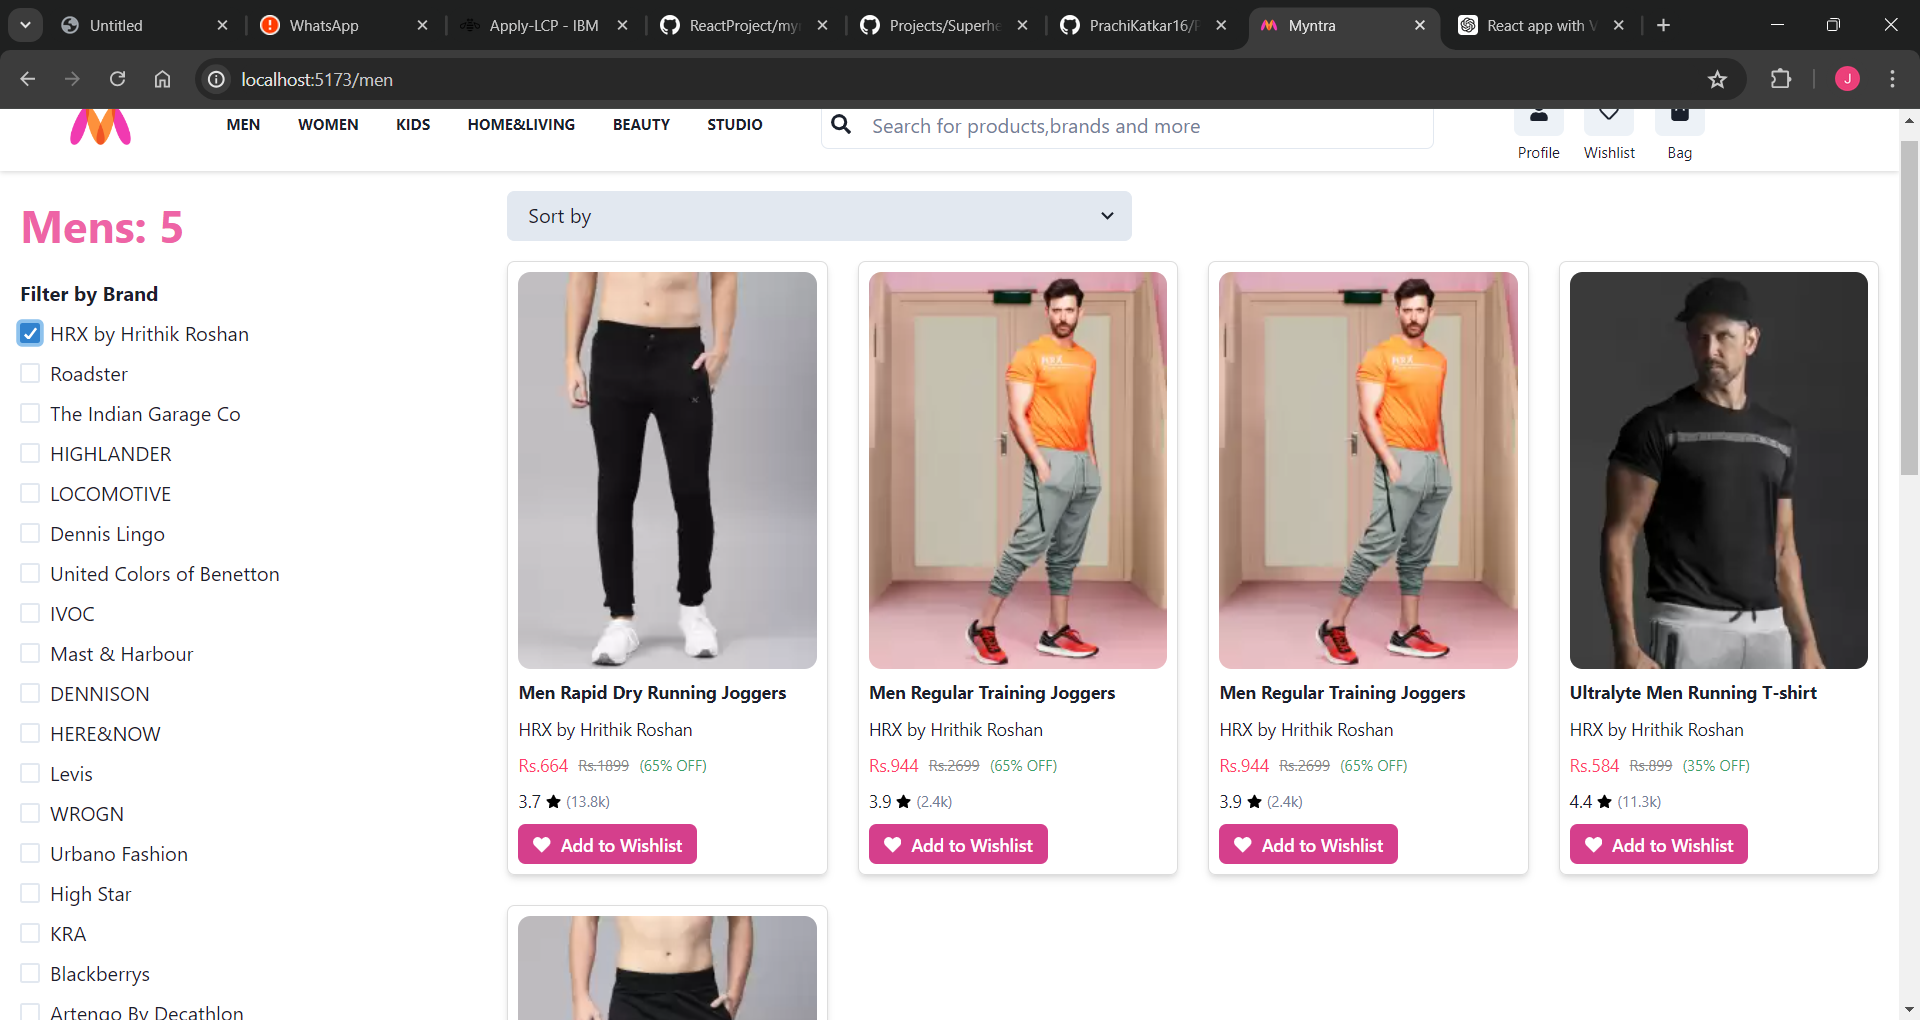 Untitled
WhatsApp
Apply-LCP - IBM
ReactProject/my
Projects/Superhe
PrachiKatkar16/F
Myntra
React app with V
localhost:5173/men
J
MEN WOMEN KIDS HOME&LIVING BEAUTY STUDIO
Search for products,brands and more
Profile Wishlist Bag
Mens: 5
Sort by
Filter by Brand
HRX by Hrithik Roshan
Roadster
The Indian Garage Co
HIGHLANDER
LOCOMOTIVE
Dennis Lingo
United Colors of Benetton
IVOC
Mast & Harbour
DENNISON
HERE&NOW
Levis
WROGN
Urbano Fashion
High Star
KRA
Blackberrys
Artengo By Decathlon
HRX
HRX
Men Rapid Dry Running Joggers
HRX by Hrithik Roshan
Rs.664 Rs.1899 (65% OFF)
3.7 (13.8k)
Add to Wishlist
Men Regular Training Joggers
HRX by Hrithik Roshan
Rs.944 Rs.2699 (65% OFF)
3.9 (2.4k)
Add to Wishlist
Men Regular Training Joggers
HRX by Hrithik Roshan
Rs.944 Rs.2699 (65% OFF)
3.9 (2.4k)
Add to Wishlist
Ultralyte Men Running T-shirt
HRX by Hrithik Roshan
Rs.584 Rs.899 (35% OFF)
4.4 (11.3k)
Add to Wishlist